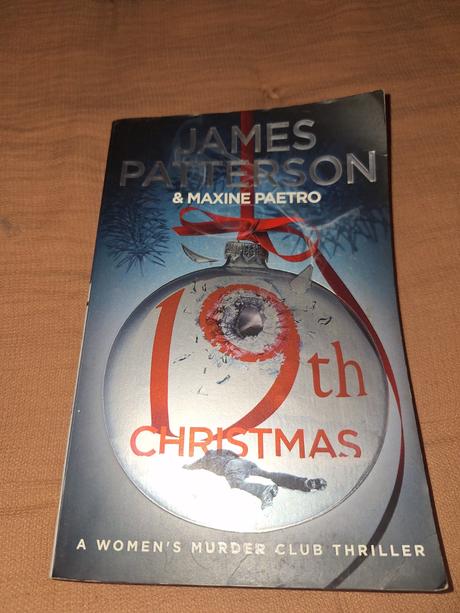 JAMES
PATTERSON
& MAXINE PAETRO
19th
CHRISTMAS
A WOMEN'S MURDER CLUB THRILLER